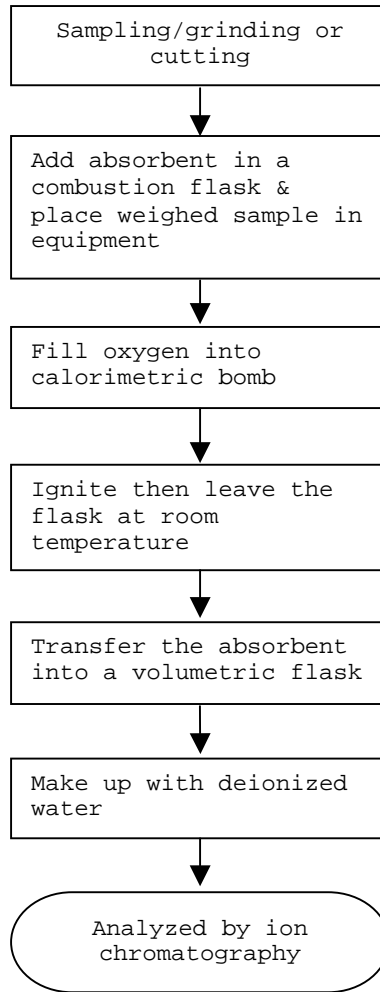 Sampling/grinding or
cutting
Add absorbent in a
combustion flask &
place weighed sample in
equipment
Fill oxygen into
calorimetric bomb
Ignite then leave the
flask at room
temperature
Transfer the absorbent
into a volumetric flask
Make up with deionized
water
Analyzed by ion
chromatography